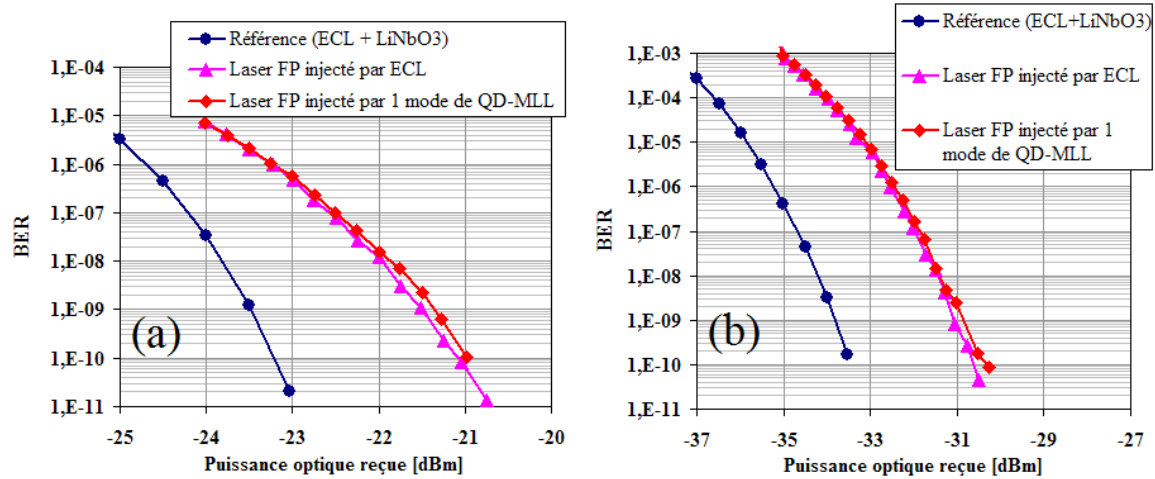 Référence (ECL + LiNbO3)
Laser FP injecté par ECL
Laser FP injecté par 1 mode de QD-MLL
1,E-04
1,E-05
1,E-06
1,E-07
1,E-08
1,E-09
1,E-10
1,E-11
BER
(a)
-25
-24
-23
-22
-21
-20
Puissance optique reçue [dBm]
Référence (ECL+LiNbO3)
Laser FP injecté par ECL
Laser FP injecté par 1
mode de QD-MLL
1,E-03
1,E-04
1,E-05
1,E-06
1,E-07
1,E-08
1,E-09
1,E-10
1,E-11
BER
(b)
-37
-35
-33
-31
-29
-27
Puissance optique reçue [dBm]